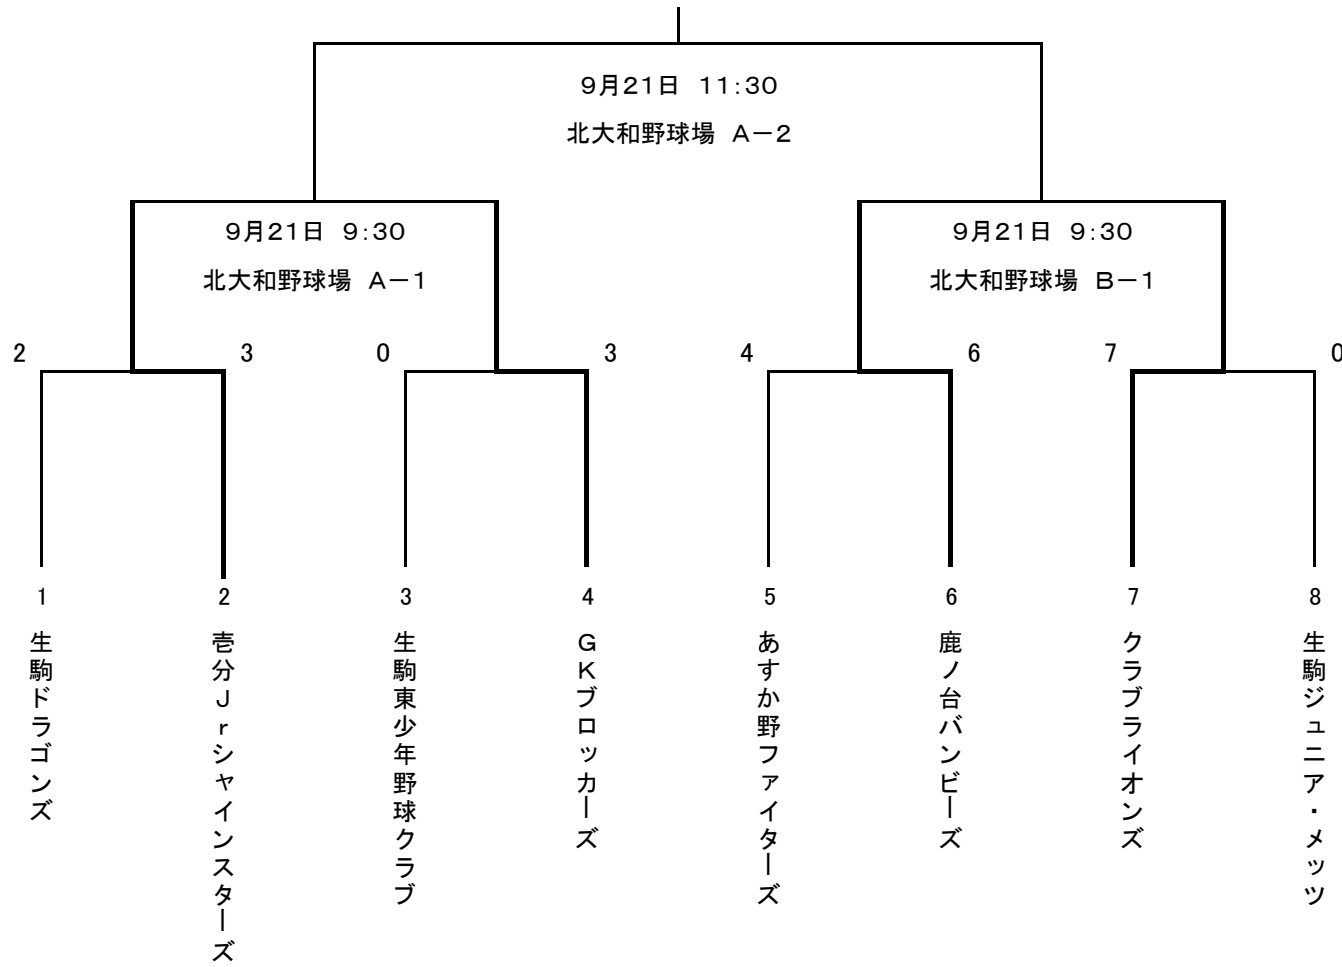 9月21日 11:30
北大和野球場 A-2
9月21日 9:30
北大和野球場 A-1
9月21日 9:30
北大和野球場 B-1
2
3
0
3
4
6
7
0
1
2
3
4
5
6
7
8
生駒ドラゴンズ
壱分Jrシャインスターズ
生駒東少年野球クラブ
GKブロッカーズ
あすか野ファイターズ
鹿ノ台バンビーズ
クラブライオンズ
生駒ジュニア・メッツ